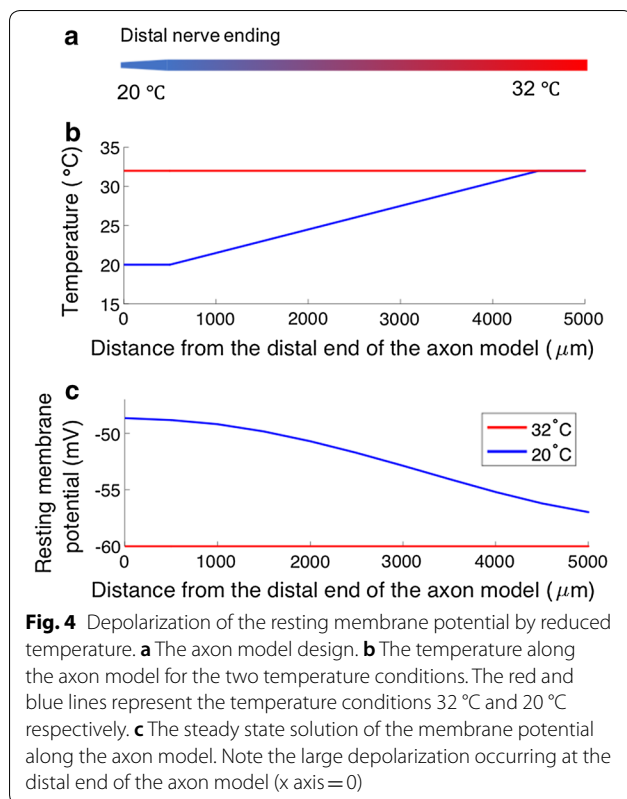 a Distal nerve ending
20 °C 32 °C
b
Temperature (°C)
35
30
25
20
15
0 1000 2000 3000 4000 5000
Distance from the distal end of the axon model (μm)
c
Resting membrane
potential (mV)
-50
-55
-60
32°C
20°C
0 1000 2000 3000 4000 5000
Distance from the distal end of the axon model (μm)
Fig. 4 Depolarization of the resting membrane potential by reduced
temperature. a The axon model design. b The temperature along
the axon model for the two temperature conditions. The red and
blue lines represent the temperature conditions 32 °C and 20 °C
respectively. c The steady state solution of the membrane potential
along the axon model. Note the large depolarization occurring at the
distal end of the axon model (x axis = 0)